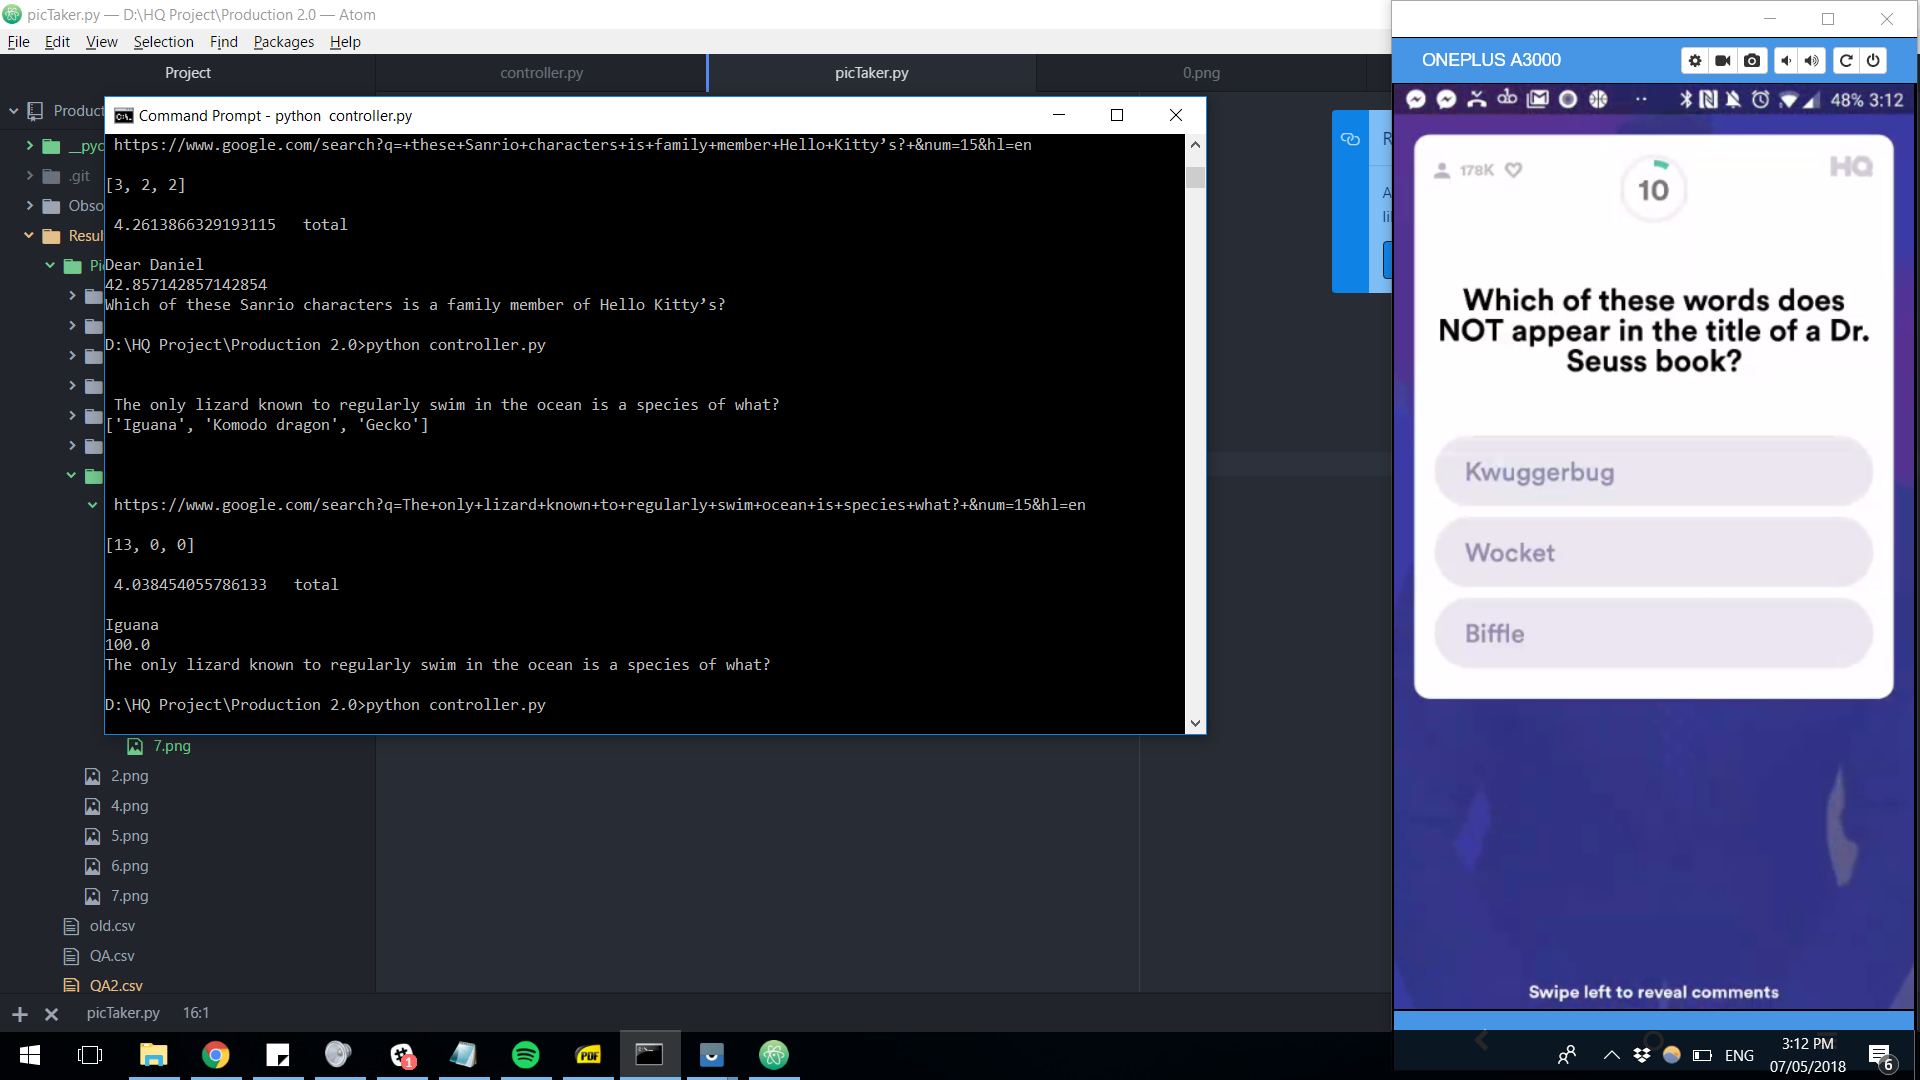 picTaker.py — D:\HQ Project\Production 2.0 — Atom
File Edit View Selection Find Packages Help
Project
controller.py
picTaker.py
0.png
Product
__pyc
.git
Obso
Resul
Pi
Command Prompt - python  controller.py
https://www.google.com/search?q=+these+Sanrio+characters+is+family+member+Hello+Kitty’s?+&num=15&hl=en
[3, 2, 2]
4.2613866329193115   total
Dear Daniel
42.857142857142854
Which of these Sanrio characters is a family member of Hello Kitty’s?
D:\HQ Project\Production 2.0>python controller.py
The only lizard known to regularly swim in the ocean is a species of what?
['Iguana', 'Komodo dragon', 'Gecko']
https://www.google.com/search?q=The+only+lizard+known+to+regularly+swim+ocean+is+species+what?+&num=15&hl=en
[13, 0, 0]
4.038454055786133   total
Iguana
100.0
The only lizard known to regularly swim in the ocean is a species of what?
D:\HQ Project\Production 2.0>python controller.py
7.png
2.png
4.png
5.png
6.png
7.png
old.csv
QA.csv
QA2.csv
picTaker.py 16:1
R
A
li
ONEPLUS A3000
48% 3:12
178K
10
HQ
Which of these words does
NOT appear in the title of a Dr.
Seuss book?
Kwuggerbug
Wocket
Biffle
Swipe left to reveal comments
1
PDF
ENG
3:12 PM
07/05/2018
6